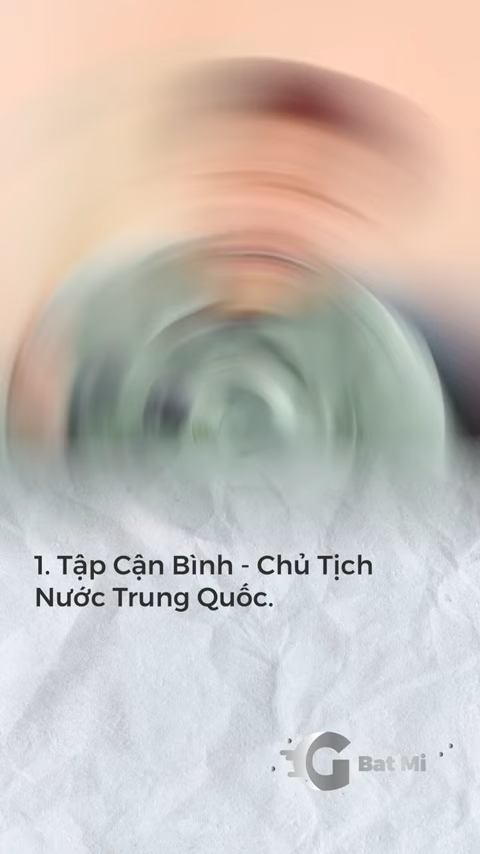 1. Tập Cận Bình - Chủ Tịch
Nước Trung Quốc.
G Bat Mi